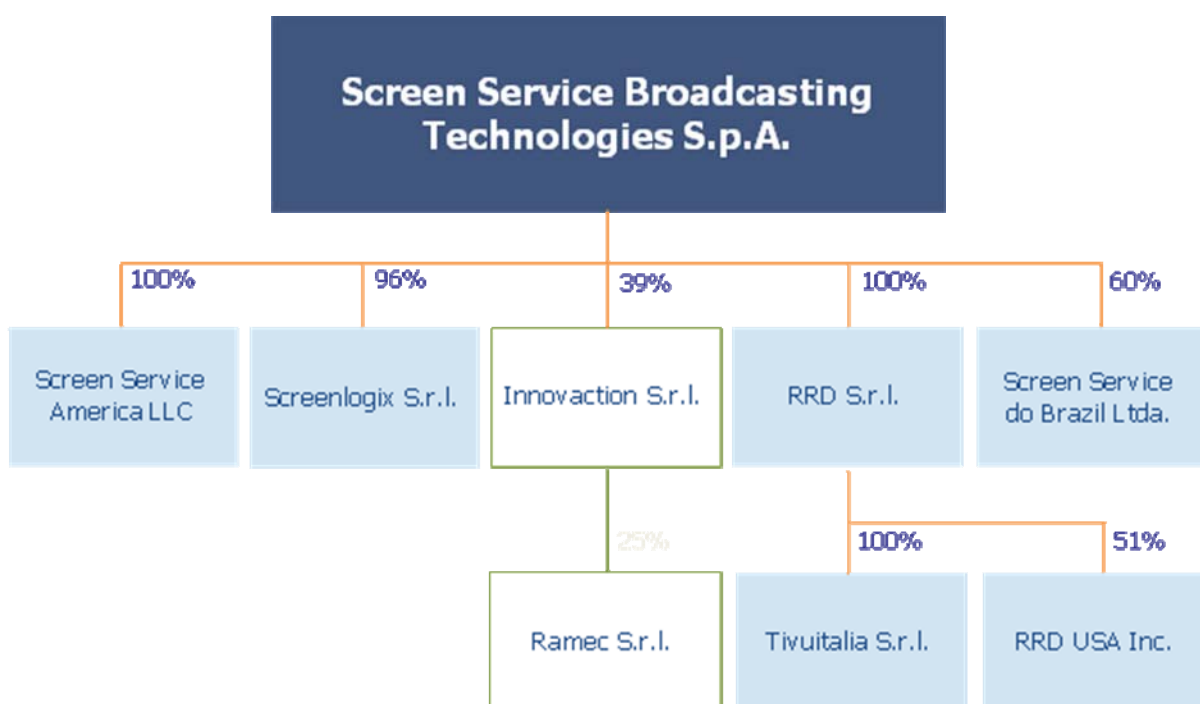 Screen Service Broadcasting
Technologies S.p.A.
100%
96%
39%
100%
60%
Screen Service
America LLC
Screenlogix S.r.l.
Innovaction S.r.l.
RRD S.r.l.
Screen Service
do Brazil Ltda.
25%
100%
51%
Ramec S.r.l.
Tivuitalia S.r.l.
RRD USA Inc.